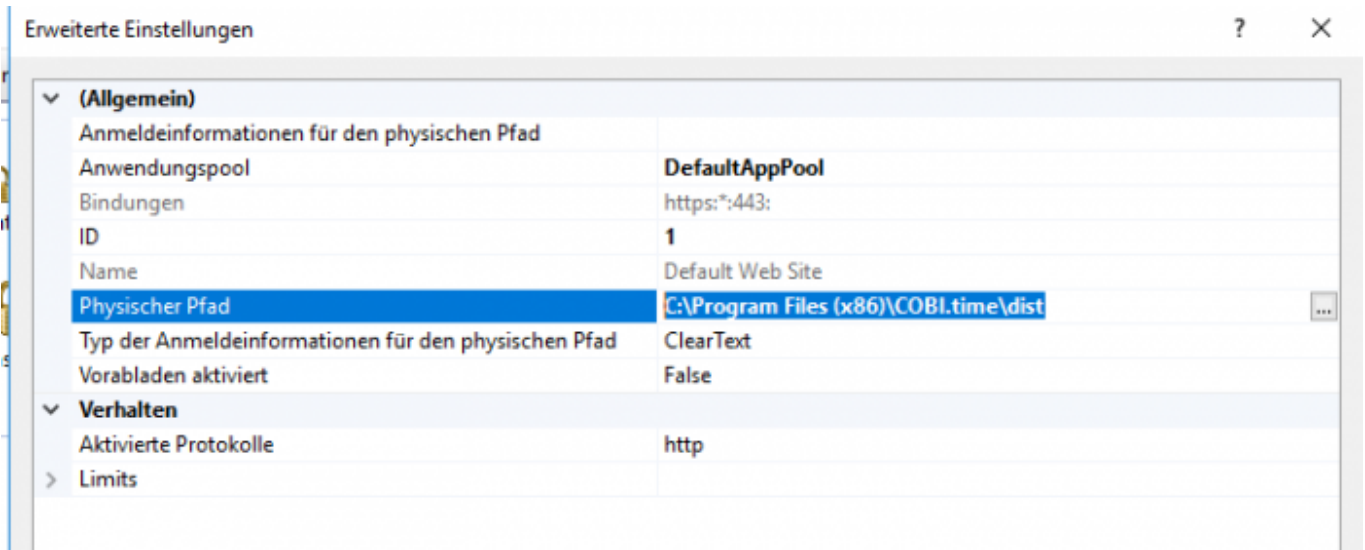 Erweiterte Einstellungen ? ×
(Allgemein)
Anmeldeinformationen für den physischen Pfad
Anwendungspool DefaultAppPool
Bindungen https:*:443:
ID 1
Name Default Web Site
Physischer Pfad C:\Program Files (x86)\COBI.time\dist ...
Typ der Anmeldeinformationen für den physischen Pfad ClearText
Vorabladen aktiviert False
Verhalten
Aktivierte Protokolle http
Limits